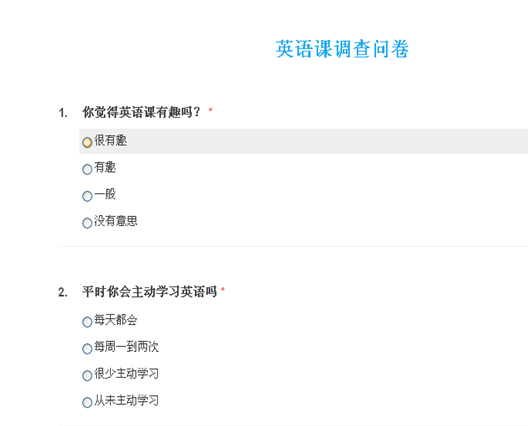 英语课调查问卷
1. 你觉得英语课有趣吗？ *
很有趣
有趣
一般
没有意思
2. 平时你会主动学习英语吗 *
每天都会
每周一到两次
很少主动学习
从未主动学习